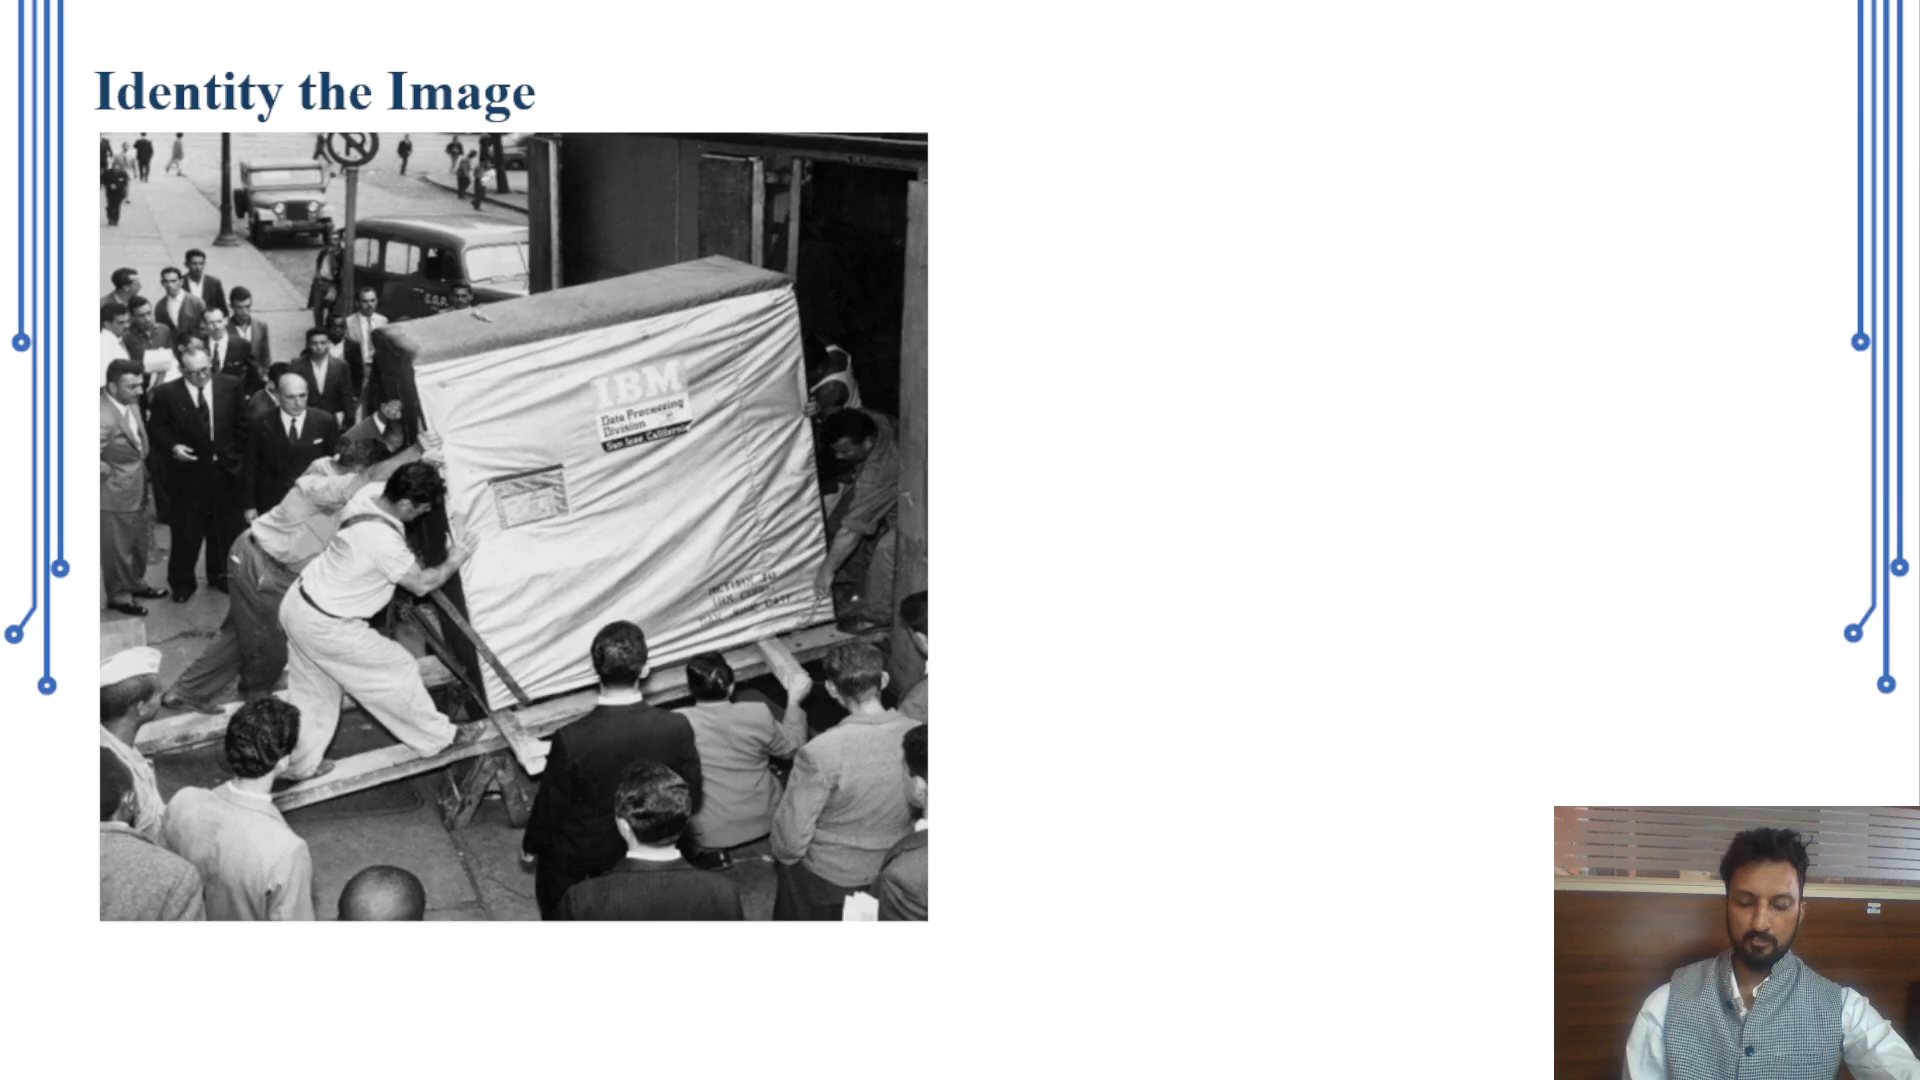 Identity the Image
IBM
Data Processing
Division
San Jose, California